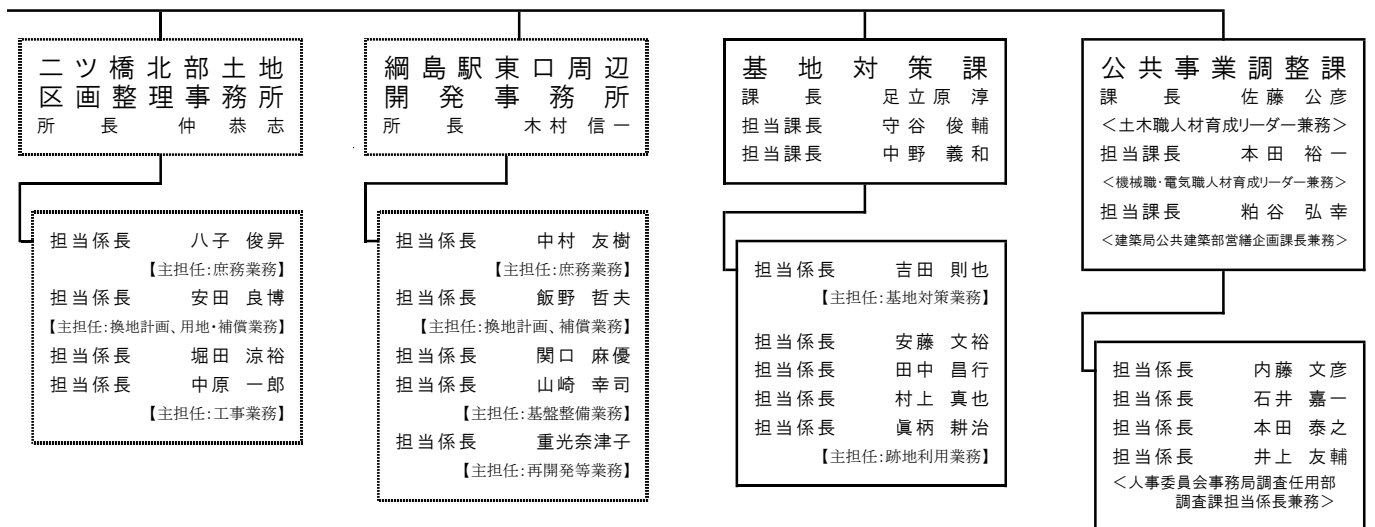 二ツ橋北部土地
区画整理事務所
所長 仲恭志
担当係長 八子 俊昇
【主担任:庶務業務】
担当係長 安田 良博
【主担任:換地計画、用地・補償業務】
担当係長 堀田 涼裕
担当係長 中原 一郎
【主担任:工事業務】
綱島駅東口周辺
開発事務所
所長 木村 信一
担当係長 中村 友樹
【主担任:庶務業務】
担当係長 飯野 哲夫
【主担任:換地計画、補償業務】
担当係長 関口 麻優
担当係長 山崎 幸司
【主担任:基盤整備業務】
担当係長 重光奈津子
【主担任:再開発等業務】
基地対策課
課長 足立原 淳
担当課長 守谷 俊輔
担当課長 中野 義和
担当係長 吉田 則也
【主担任:基地対策業務】
担当係長 安藤 文裕
担当係長 田中 昌行
担当係長 村上 真也
担当係長 眞柄 耕治
【主担任:跡地利用業務】
公共事業調整課
課長 佐藤 公彦
＜土木職人材育成リーダー兼務＞
担当課長 本田 裕一
＜機械職・電気職人材育成リーダー兼務＞
担当課長 粕谷 弘幸
＜建築局公共建築部営繕企画課長兼務＞
担当係長 内藤 文彦
担当係長 石井 嘉一
担当係長 本田 泰之
担当係長 井上 友輔
＜人事委員会事務局調査任用部
調査課担当係長兼務＞